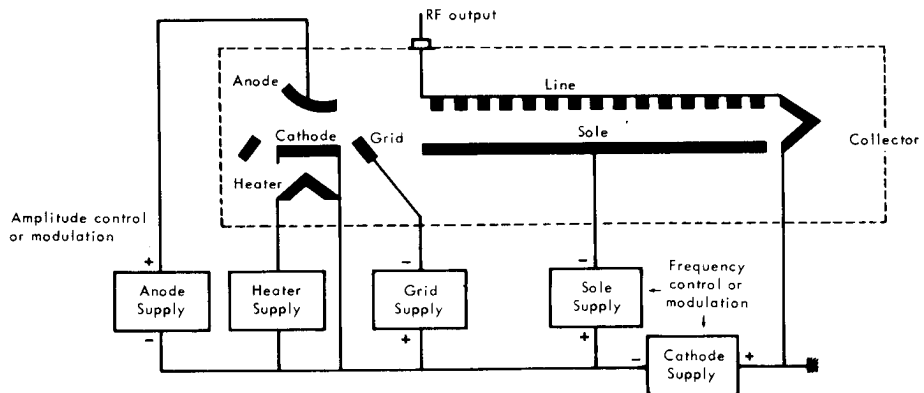 RF output
Anode
Line
Cathode
Grid
Sole
Collector
Heater
Amplitude control
or modulation
Frequency
control or
modulation
+
-
-
+
-
+
-
+
Anode
Supply
Heater
Supply
Grid
Supply
Sole
Supply
Cathode
Supply